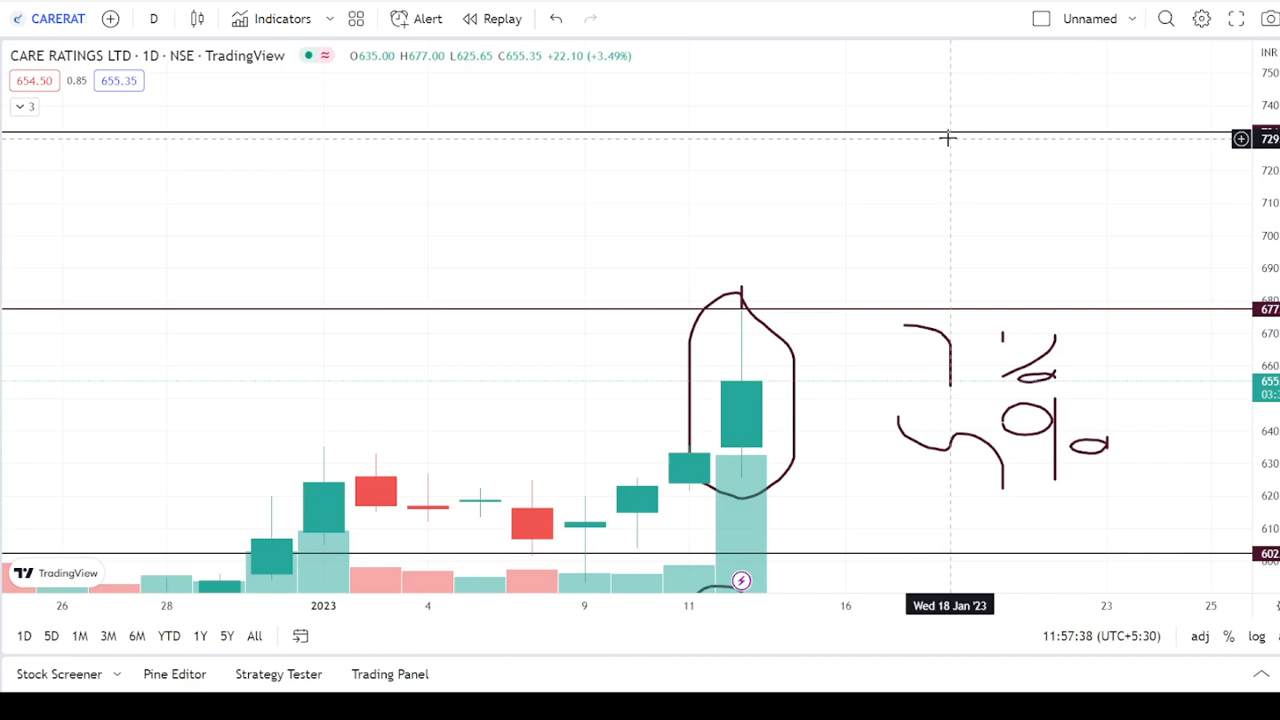 CARERAT D Indicators Alert Replay Unnamed
CARE RATINGS LTD · 1D · NSE · TradingView O635.00 H677.00 L625.65 C655.35 +22.10 (+3.49%) INR
654.50 0.85 655.35
3
750
740
729
720
710
700
690
677
670
655
03:
640
630
620
610
602
TradingView
26 28 2023 4 9 11 16 Wed 18 Jan '23 23 25
1D 5D 1M 3M 6M YTD 1Y 5Y All 11:57:38 (UTC+5:30) adj % log
Stock Screener Pine Editor Strategy Tester Trading Panel